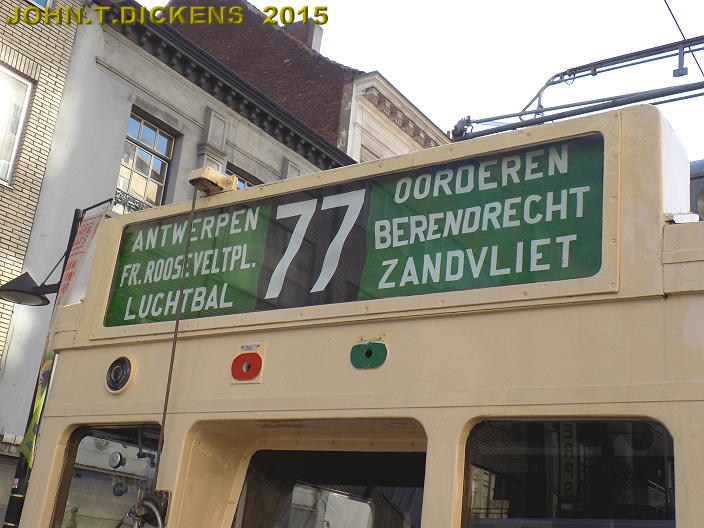 JOHN.T.DICKENS 2015
ANTWERPEN
FR. ROOSEVELTPL.
LUCHTBAL
77
OORDEREN
BERENDRECHT
ZANDVLIET